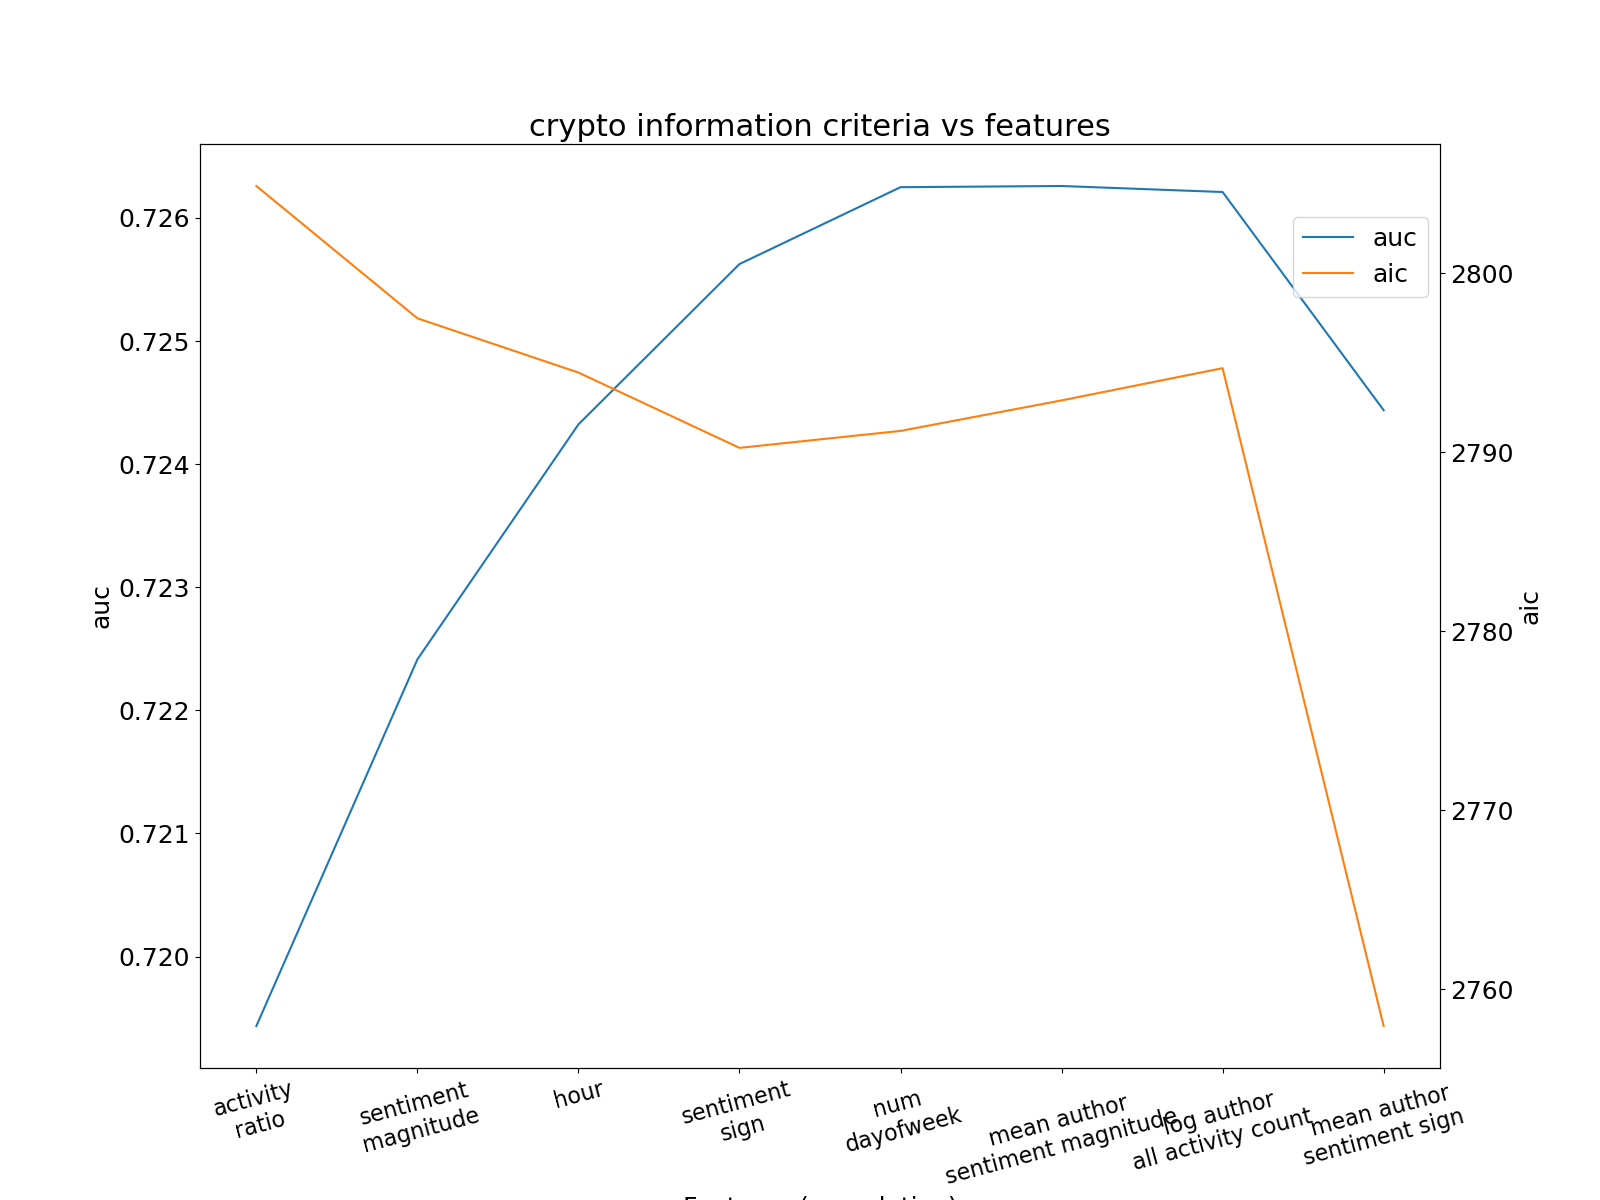 crypto information criteria vs features
0.726
0.725
0.724
0.723
0.722
0.721
0.720
auc
auc
aic
2800
2790
2780
2770
2760
aic
activity
ratio
sentiment
magnitude
hour
sentiment
sign
num
dayofweek
mean author
sentiment magnitude
log author
all activity count
mean author
sentiment sign